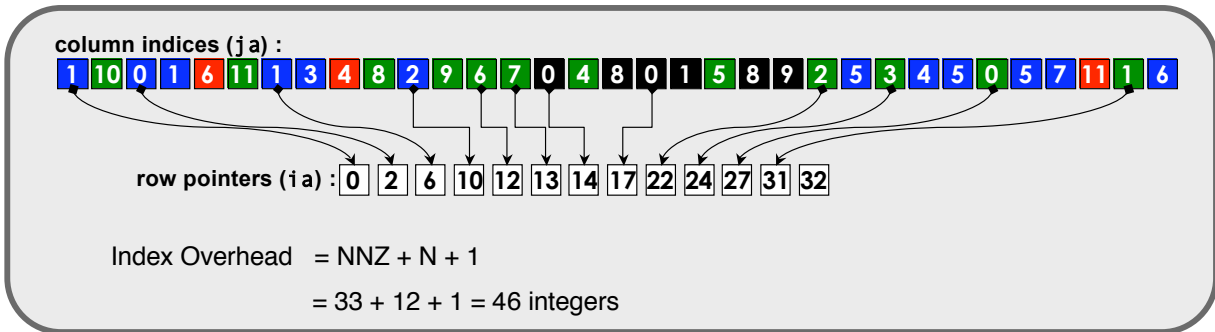 column indices (ja) :
1 10 0 1 6 11 1 3 4 8 2 9 6 7 0 4 8 0 1 5 8 9 2 5 3 4 5 0 5 7 11 1 6
row pointers (ia) : 0 2 6 10 12 13 14 17 22 24 27 31 32
Index Overhead = NNZ + N + 1
= 33 + 12 + 1 = 46 integers